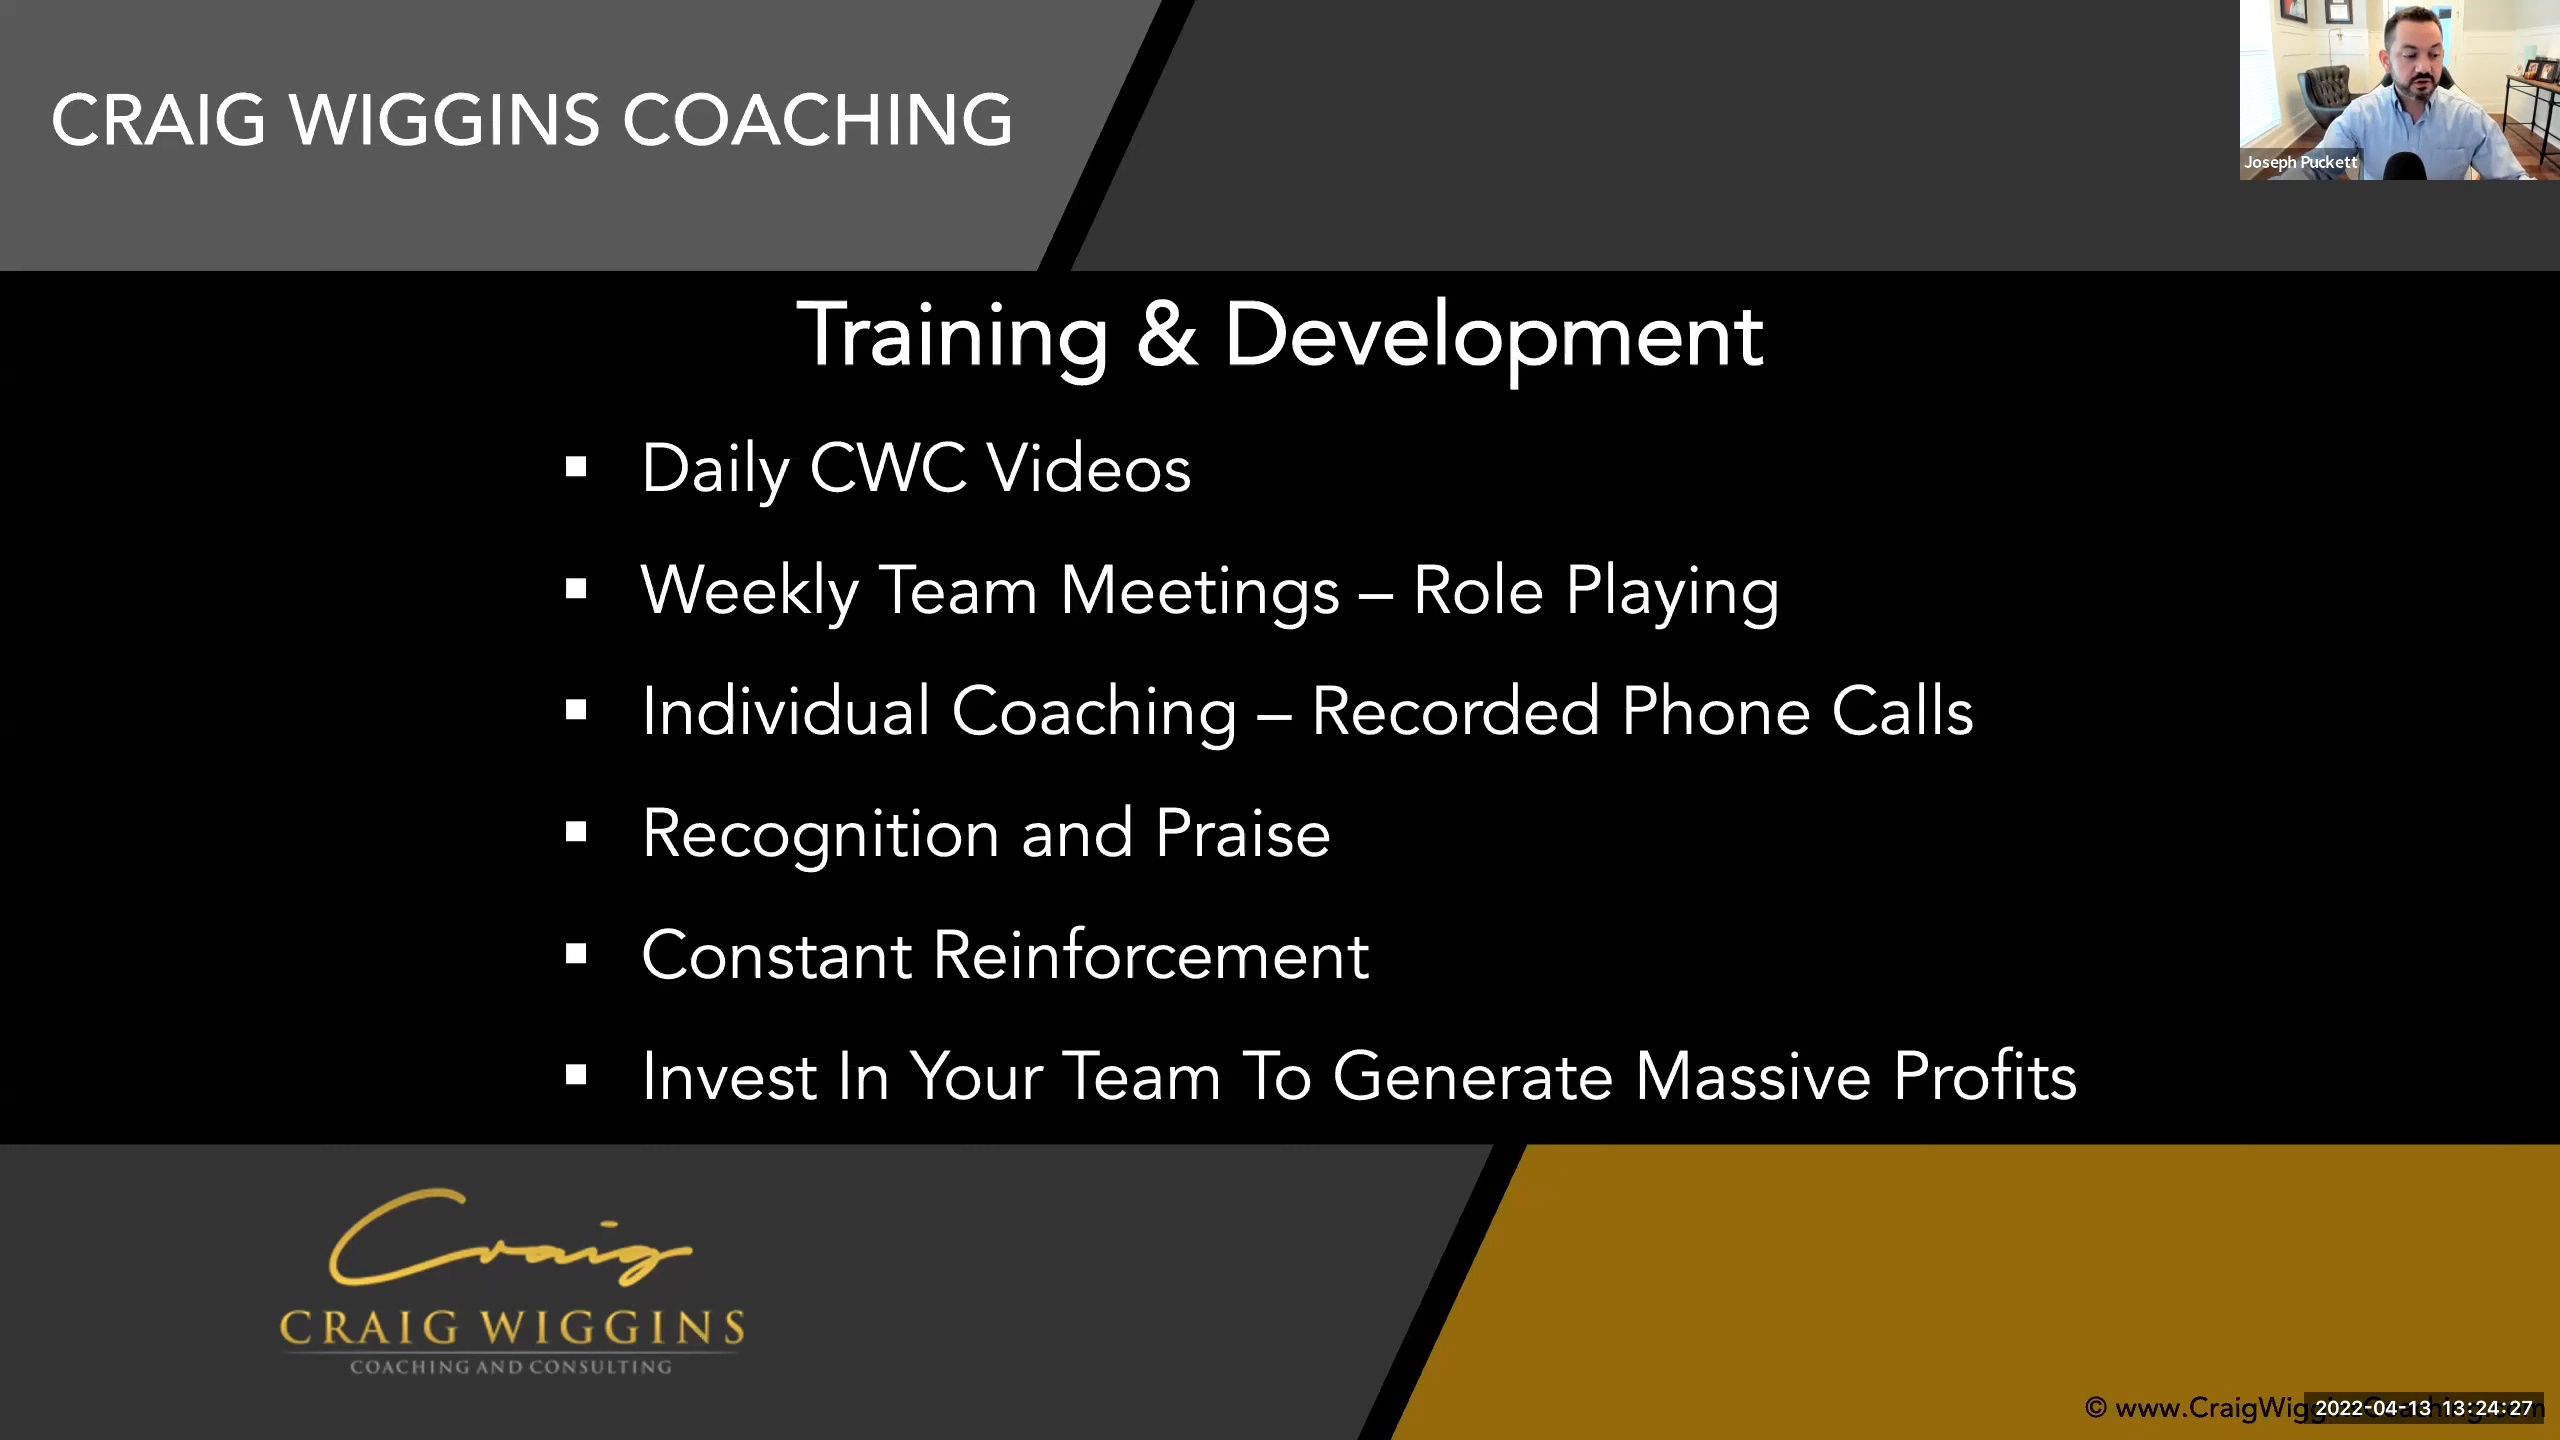 CRAIG WIGGINS COACHING
Joseph Puckett
Training & Development
▪ Daily CWC Videos
▪ Weekly Team Meetings – Role Playing
▪ Individual Coaching – Recorded Phone Calls
▪ Recognition and Praise
▪ Constant Reinforcement
▪ Invest In Your Team To Generate Massive Profits
Craig
CRAIG WIGGINS
COACHING AND CONSULTING
© www.CraigWigginsCoaching.com
2022-04-13 13:24:27